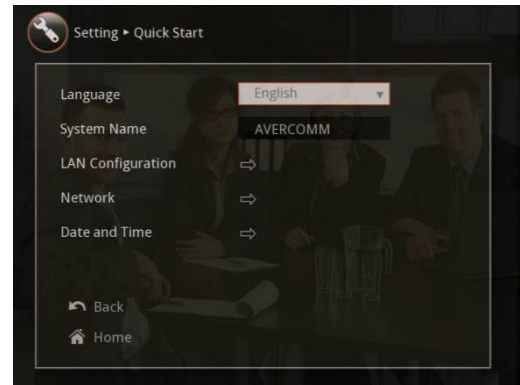 Setting ▸ Quick Start
Language English
System Name AVERCOMM
LAN Configuration
Network
Date and Time
Back
Home